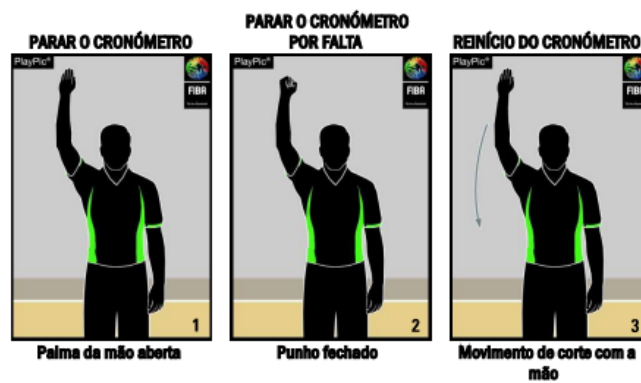 PARAR O CRONÓMETRO
PlayPic®
FIBA
1
Palma da mão aberta
PARAR O CRONÓMETRO
POR FALTA
PlayPic®
FIBA
2
Punho fechado
REINÍCIO DO CRONÓMETRO
PlayPic®
FIBA
3
Movimento de corte com a
mão